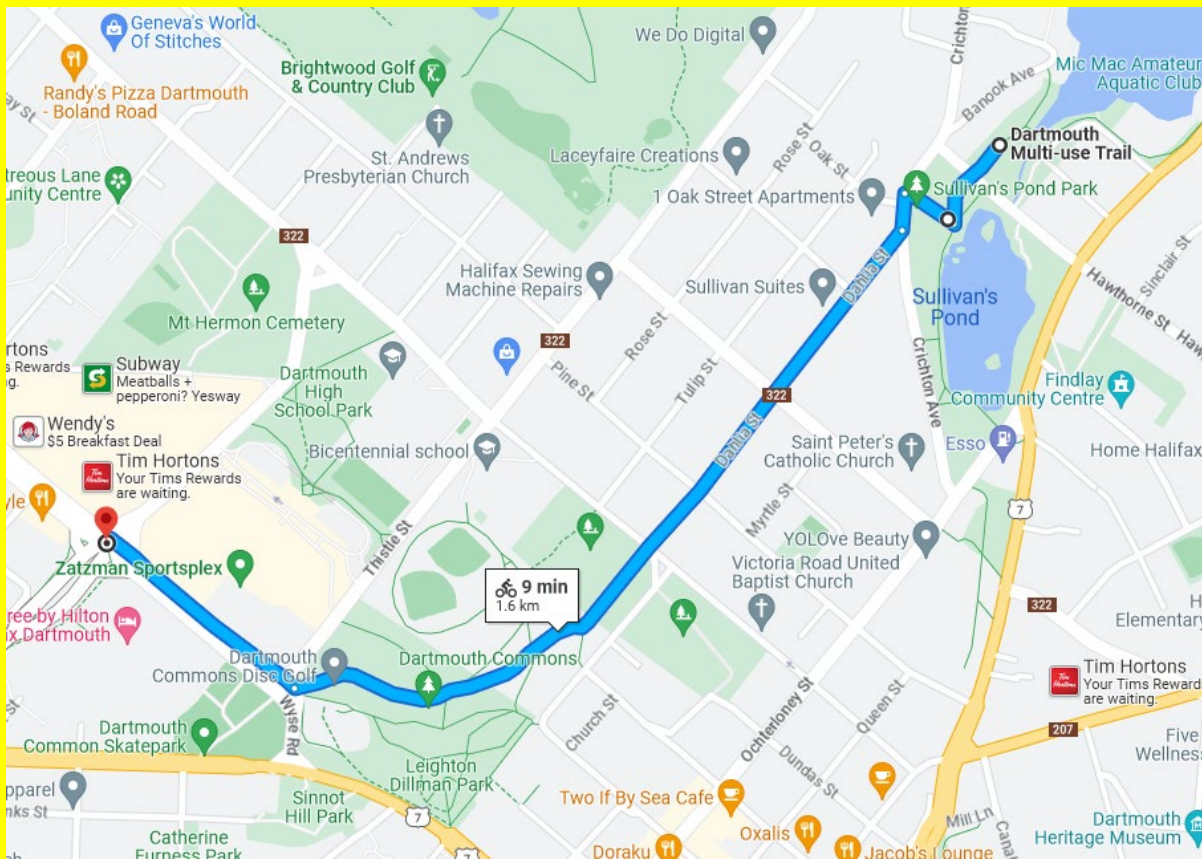 Geneva's World
Of Stitches
Randy's Pizza Dartmouth
- Boland Road
Brightwood Golf
& Country Club
We Do Digital
Crichton
Banook Ave
Mic Mac Amateur
Aquatic Club
Dartmouth
Multi-use Trail
St. Andrews
Presbyterian Church
Laceyfaire Creations
Rose St
Oak St
1 Oak Street Apartments
Sullivan's Pond Park
322
Mt Hermon Cemetery
Halifax Sewing
Machine Repairs
Sullivan Suites
Dahlia St
Sullivan's
Pond
Sinclair St
Hawthorne St
Subway
Meatballs +
pepperoni? Yesway
Wendy's
$5 Breakfast Deal
Tim Hortons
Your Tims Rewards
are waiting.
Dartmouth
High
School Park
322
Rose St
Pine St
Tulip St
322
Dahlia St
Crichton Ave
Findlay
Community Centre
Bicentennial school
Saint Peter's
Catholic Church
Esso
Home Halifax
7
Zatzman Sportsplex
Thistle St
Myrtle St
YOLOve Beauty
Victoria Road United
Baptist Church
9 min
1.6 km
322
Elementary
Dartmouth
Commons Disc Golf
Dartmouth Commons
Tim Hortons
Your Tims Reward
are waiting.
Wyse Rd
Dartmouth
Common Skatepark
Church St
Ochterloney St
Queen St
Dundas St
207
Five
Wellness
Leighton
Dillman Park
Sinnot
Hill Park
7
Two If By Sea Cafe
Oxalis
Mill Ln
Dartmouth
Heritage Museum
Catherine
Furness Park
7
Doraku
Jacob's Lounge